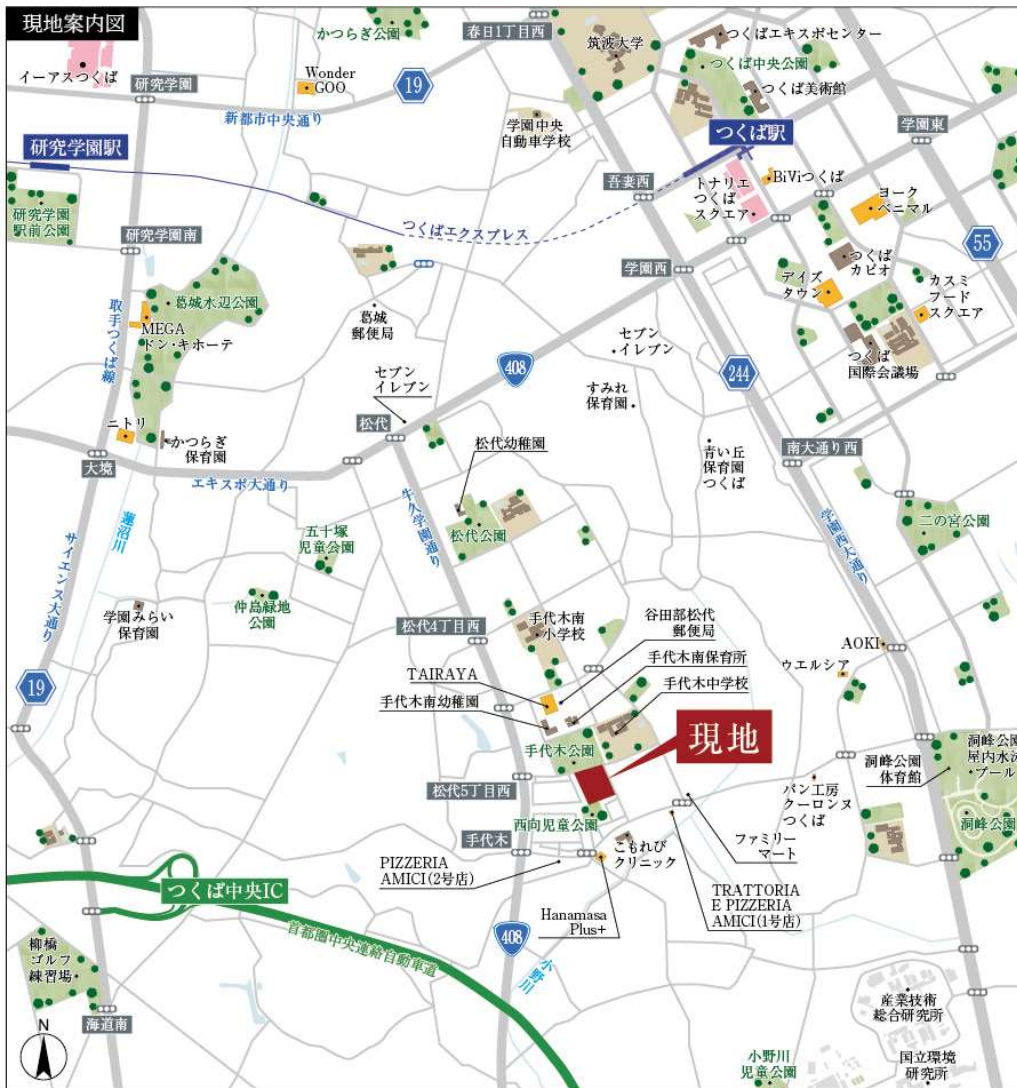 現地案内図
イーアスつくば
研究学園
Wonder
GOO
かつらぎ公園
19
新都市中央通り
春日1丁目西
筑波大学
つくばエキスポセンター
つくば中央公園
つくば美術館
学園中央
自動車学校
つくば駅
学園東
研究学園駅
吾妻西
トナリエ
つくば
スクエア
BiViつくば
ヨーク
ベニマル
研究学園
駅前公園
研究学園南
つくばエクスプレス
学園西
55
つくば
カピオ
デイズ
タウン
カスミ
フード
スクエア
葛城水辺公園
取手つくば線
MEGA
ドン・キホーテ
葛城
郵便局
セブン
イレブン
408
セブン
イレブン
244
つくば
国際会議場
すみれ
保育園
ニトリ
かつらぎ
保育園
松代
大境
エキスポ大通り
松代幼稚園
青い丘
保育園
つくば
南大通り西
蓮沼川
牛久学園通り
松代公園
学園西大通り
二の宮公園
五十塚
児童公園
サイエンス大通り
学園みらい
保育園
仲島緑地
公園
松代4丁目西
手代木南
小学校
谷田部松代
郵便局
AOKI
手代木南保育所
ウエルシア
TAIRAYA
19
手代木南幼稚園
手代木中学校
手代木公園
現地
洞峰公園
屋内水泳
プール
洞峰公園
体育館
松代5丁目西
パン工房
クーロンヌ
つくば
西向児童公園
洞峰公園
手代木
こもれび
クリニック
ファミリー
マート
PIZZERIA
AMICI(2号店)
つくば中央IC
TRATTORIA
E PIZZERIA
AMICI(1号店)
Hanamasa
Plus+
首都圏中央連絡自動車道
408
小野川
柳橋
ゴルフ
練習場
産業技術
総合研究所
海道南
N
小野川
児童公園
国立環境
研究所